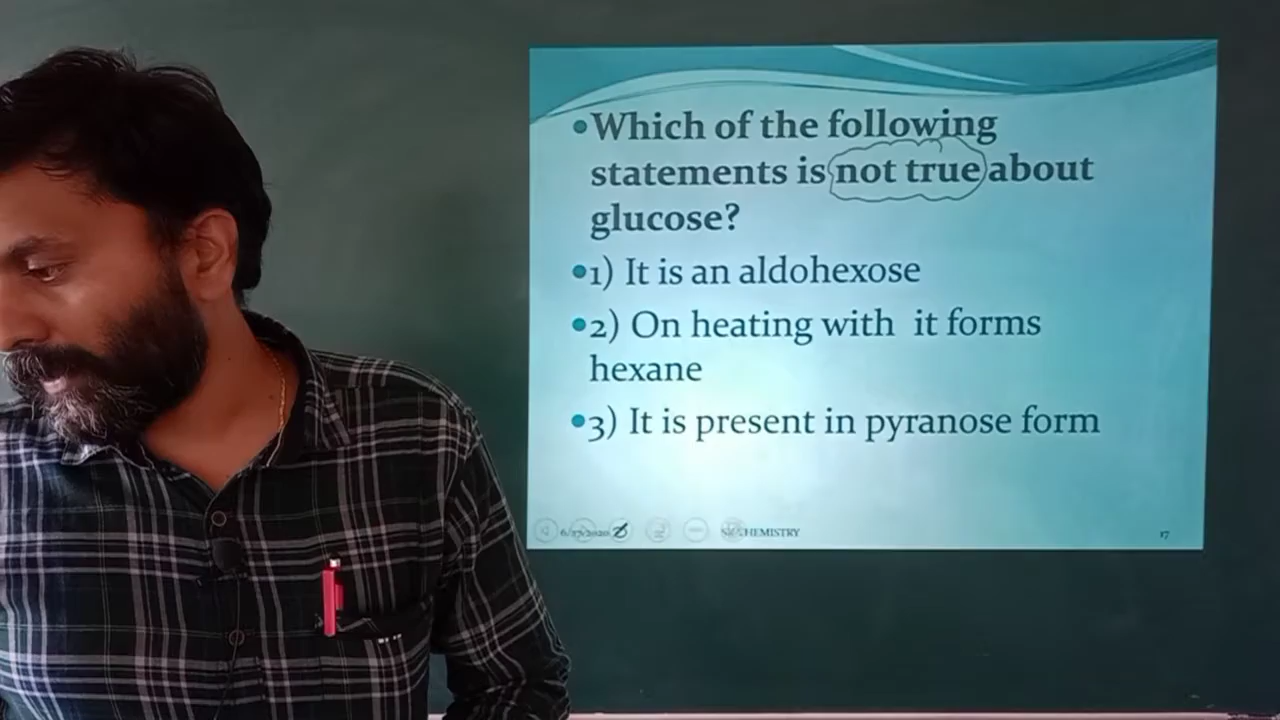 •Which of the following
statements is not true about
glucose?
•1) It is an aldohexose
•2) On heating with it forms
hexane
•3) It is present in pyranose form
CHEMISTRY
17